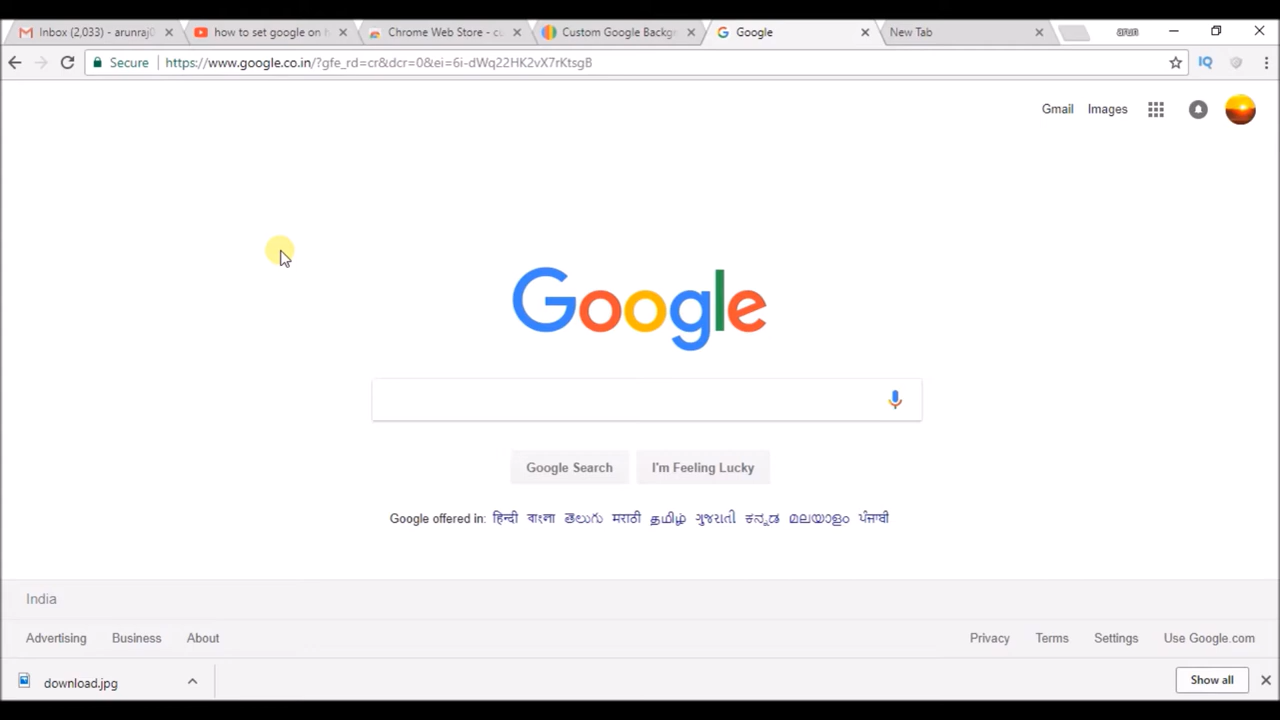 Inbox (2,033) - arunraj
how to set google on h
Chrome Web Store - cu
Custom Google Backg
Google
New Tab
arun
Secure
https://www.google.co.in/?gfe_rd=cr&dcr=0&ei=6i-dWq22HK2vX7rKtsgB
IQ
Gmail Images
Google
Google Search I'm Feeling Lucky
Google offered in: हिन्दी বাংলা తెలుగు मराठी தமிழ் ગુજરાતી ಕನ್ನಡ മലയാളം ਪੰਜਾਬੀ
India
Advertising Business About Privacy Terms Settings Use Google.com
download.jpg Show all